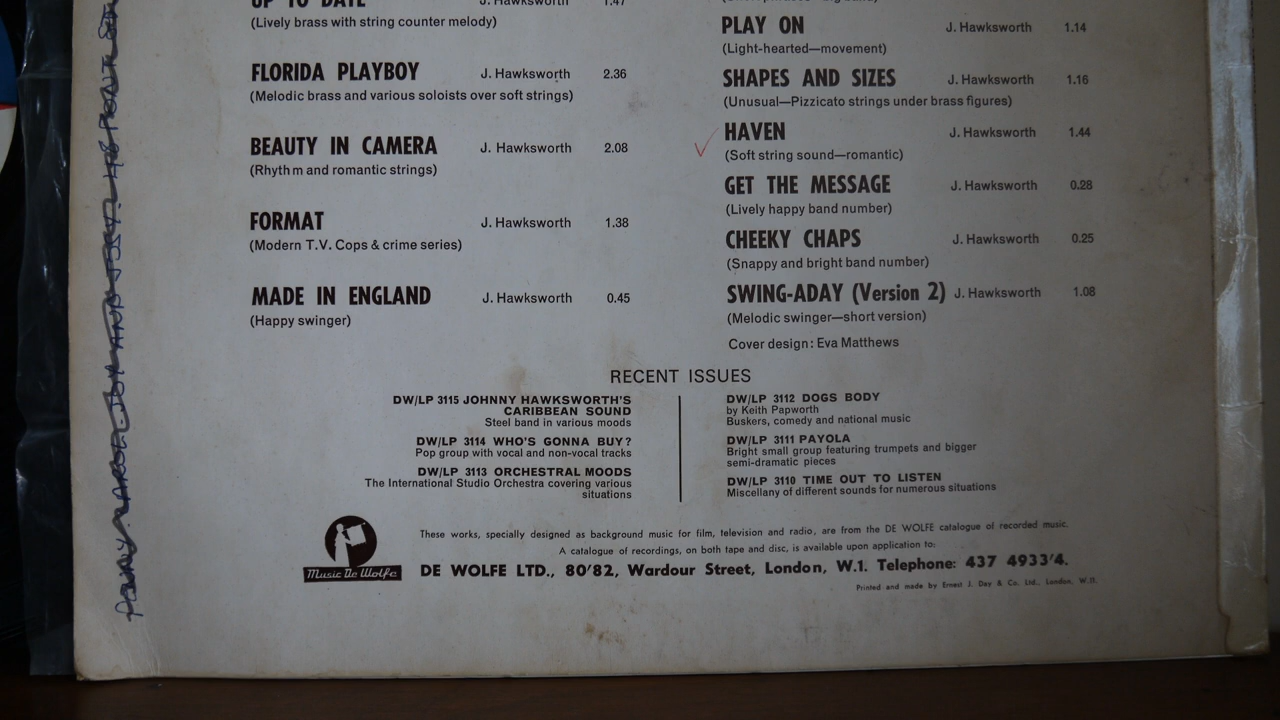 UP TO DATE J. Hawksworth 1.47
(Lively brass with string counter melody)
FLORIDA PLAYBOY J. Hawksworth 2.36
(Melodic brass and various soloists over soft strings)
BEAUTY IN CAMERA J. Hawksworth 2.08
(Rhythm and romantic strings)
FORMAT J. Hawksworth 1.38
(Modern T.V. Cops & crime series)
MADE IN ENGLAND J. Hawksworth 0.45
(Happy swinger)
PLAY ON J. Hawksworth 1.14
(Light-hearted—movement)
SHAPES AND SIZES J. Hawksworth 1.16
(Unusual—Pizzicato strings under brass figures)
HAVEN J. Hawksworth 1.44
(Soft string sound—romantic)
GET THE MESSAGE J. Hawksworth 0.28
(Lively happy band number)
CHEEKY CHAPS J. Hawksworth 0.25
(Snappy and bright band number)
SWING-ADAY (Version 2) J. Hawksworth 1.08
(Melodic swinger—short version)
Cover design: Eva Matthews
RECENT ISSUES
DW/LP 3115 JOHNNY HAWKSWORTH'S
CARIBBEAN SOUND
Steel band in various moods
DW/LP 3114 WHO'S GONNA BUY?
Pop group with vocal and non-vocal tracks
DW/LP 3113 ORCHESTRAL MOODS
The International Studio Orchestra covering various
situations
DW/LP 3112 DOGS BODY
by Keith Papworth
Buskers, comedy and national music
DW/LP 3111 PAYOLA
Bright small group featuring trumpets and bigger
semi-dramatic pieces
DW/LP 3110 TIME OUT TO LISTEN
Miscellany of different sounds for numerous situations
Music De Wolfe
These works, specially designed as background music for film, television and radio, are from the DE WOLFE catalogue of recorded music.
A catalogue of recordings, on both tape and disc, is available upon application to:
DE WOLFE LTD., 80'82, Wardour Street, London, W.1. Telephone: 437 4933'4.
Printed and made by Ernest J. Day & Co. Ltd., London, W.11.